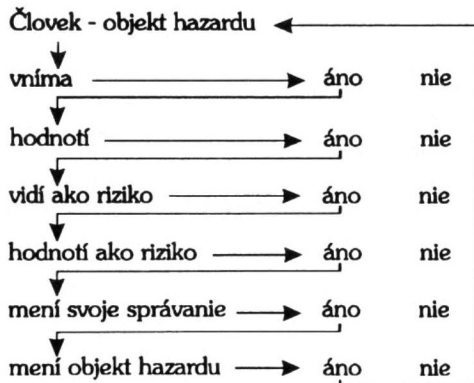 Človek - objekt hazardu
vníma áno nie
hodnotí áno nie
vidí ako riziko áno nie
hodnotí ako riziko áno nie
mení svoje správanie áno nie
mení objekt hazardu áno nie